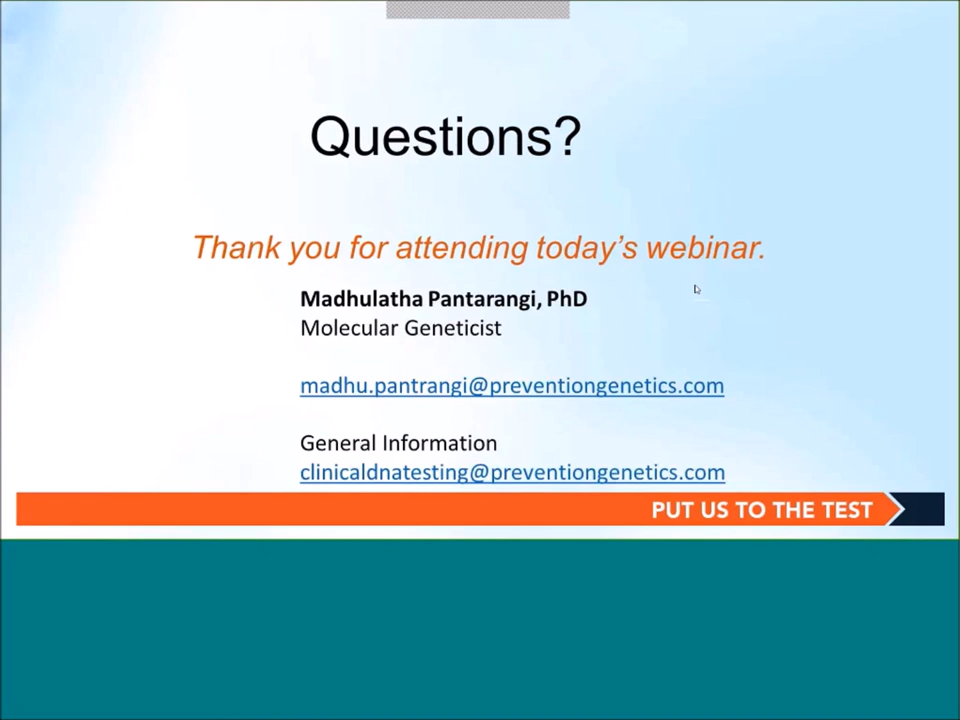 Questions?
Thank you for attending today’s webinar.
Madhulatha Pantarangi, PhD
Molecular Geneticist
madhu.pantrangi@preventiongenetics.com
General Information
clinicaldnatesting@preventiongenetics.com
PUT US TO THE TEST